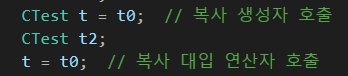 CTest t = t0;  // 복사 생성자 호출
CTest t2;
t = t0;  // 복사 대입 연산자 호출